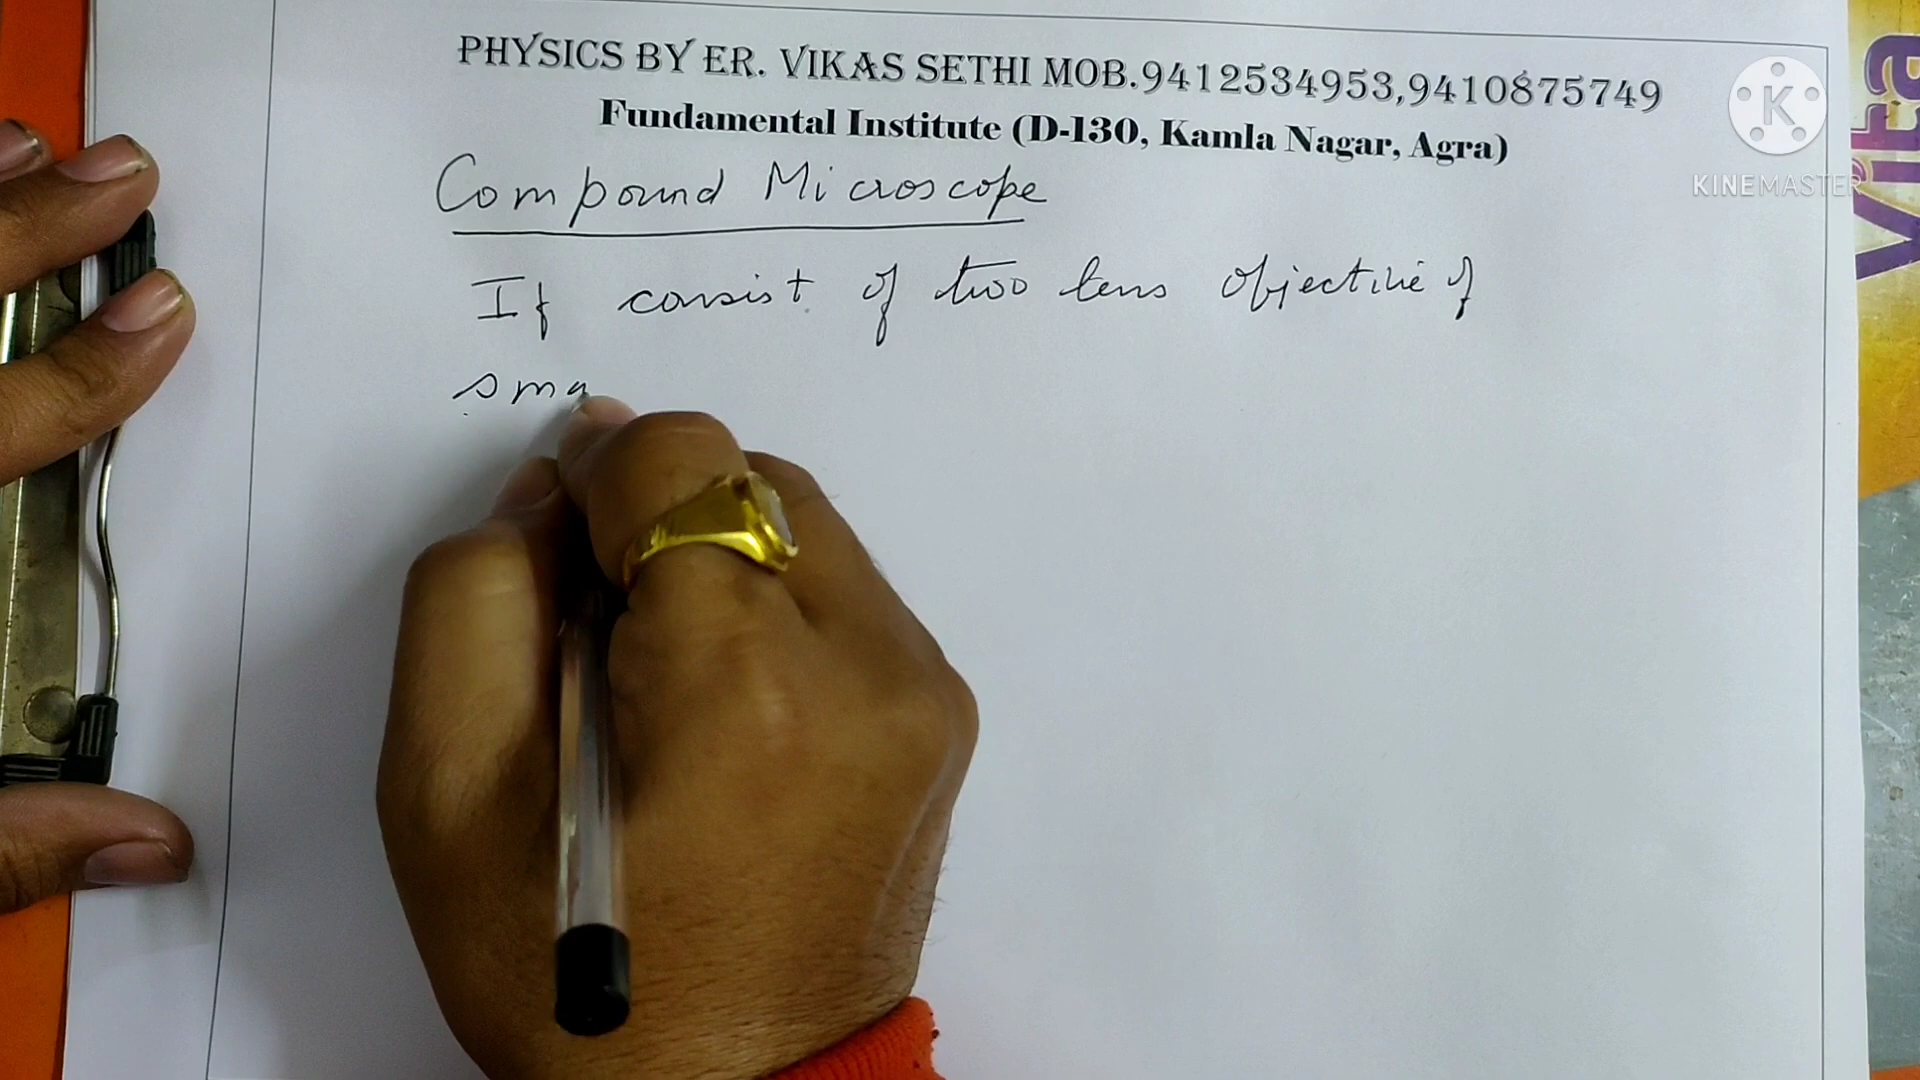 PHYSICS BY ER. VIKAS SETHI MOB.9412534953,9410875749
Fundamental Institute (D-130, Kamla Nagar, Agra)
Compound Microscope
It consist of two lens objective of
sma
KINEMASTER
Vita